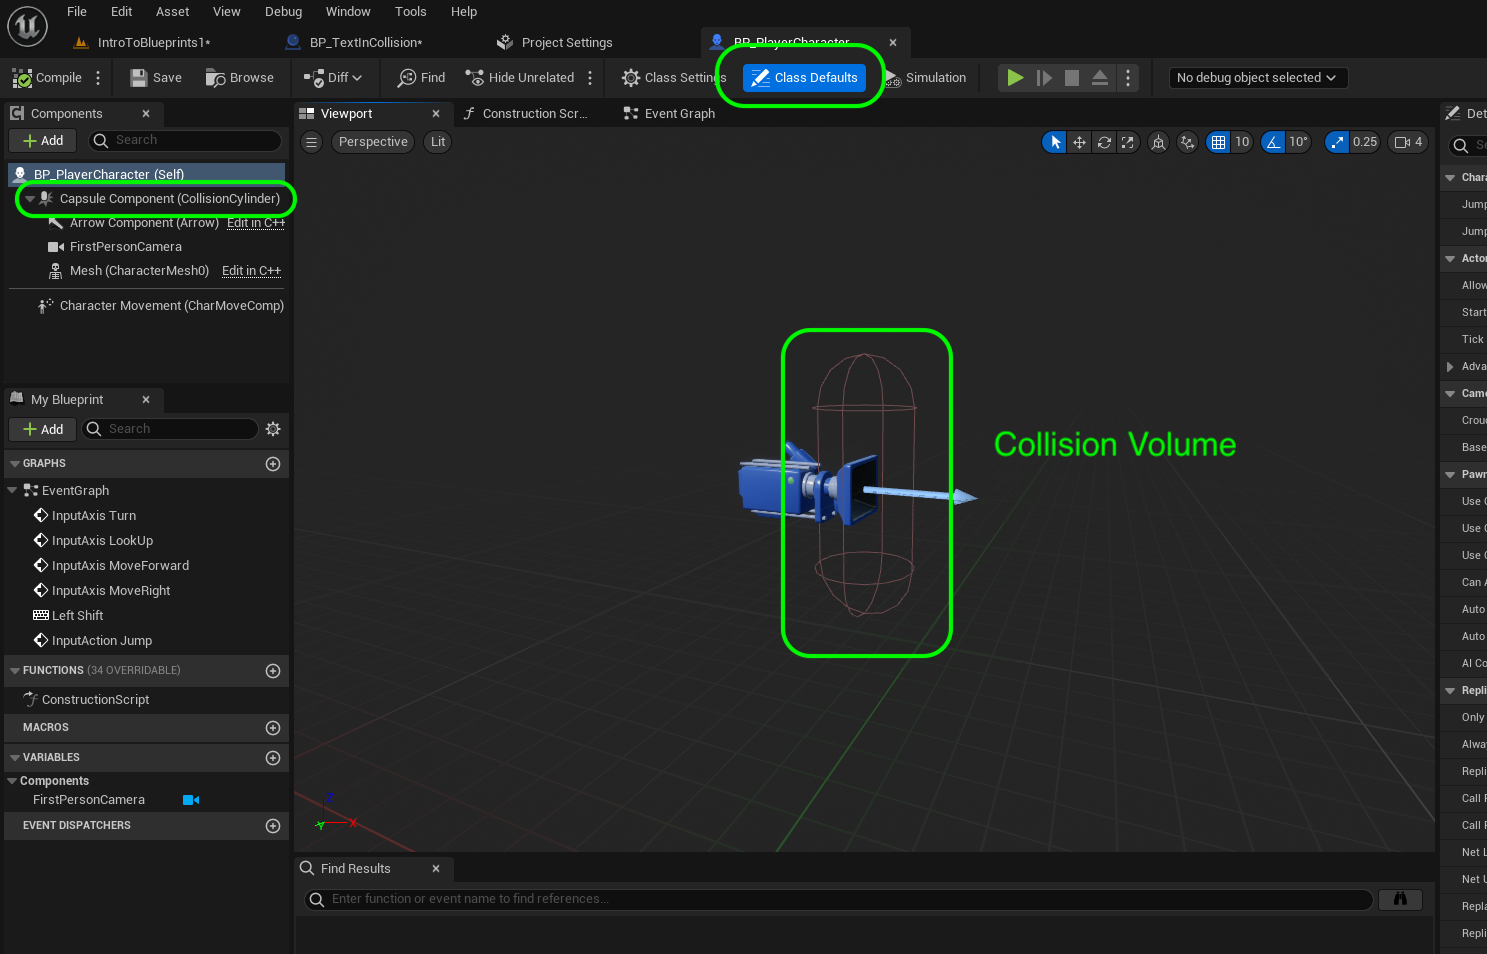 File Edit Asset View Debug Window Tools Help
IntroToBlueprints1* BP_TextInCollision* Project Settings BP_PlayerCharacter
Compile Save Browse Diff Find Hide Unrelated Class Settings Class Defaults Simulation No debug object selected
Components Viewport Construction Scr... Event Graph
Add Search Perspective Lit 10 10° 0.25 4
BP_PlayerCharacter (Self)
Capsule Component (CollisionCylinder)
Arrow Component (Arrow) Edit in C++
FirstPersonCamera
Mesh (CharacterMesh0) Edit in C++
Character Movement (CharMoveComp)
My Blueprint
Add Search
GRAPHS
EventGraph
InputAxis Turn
InputAxis LookUp
InputAxis MoveForward
InputAxis MoveRight
Left Shift
InputAction Jump
FUNCTIONS (34 OVERRIDABLE)
ConstructionScript
MACROS
VARIABLES
Components
FirstPersonCamera
EVENT DISPATCHERS
Collision Volume
Z
Y X
Find Results
Enter function or event name to find references...
Det
Se
Chara
Jump
Jump
Actor
Allow
Start
Tick
Adva
Came
Crouc
Base
Pawn
Use C
Use C
Use C
Can A
Auto
Auto
AI Co
Repli
Only
Alwa
Repli
Call F
Call F
Net L
Net U
Repla
Repli